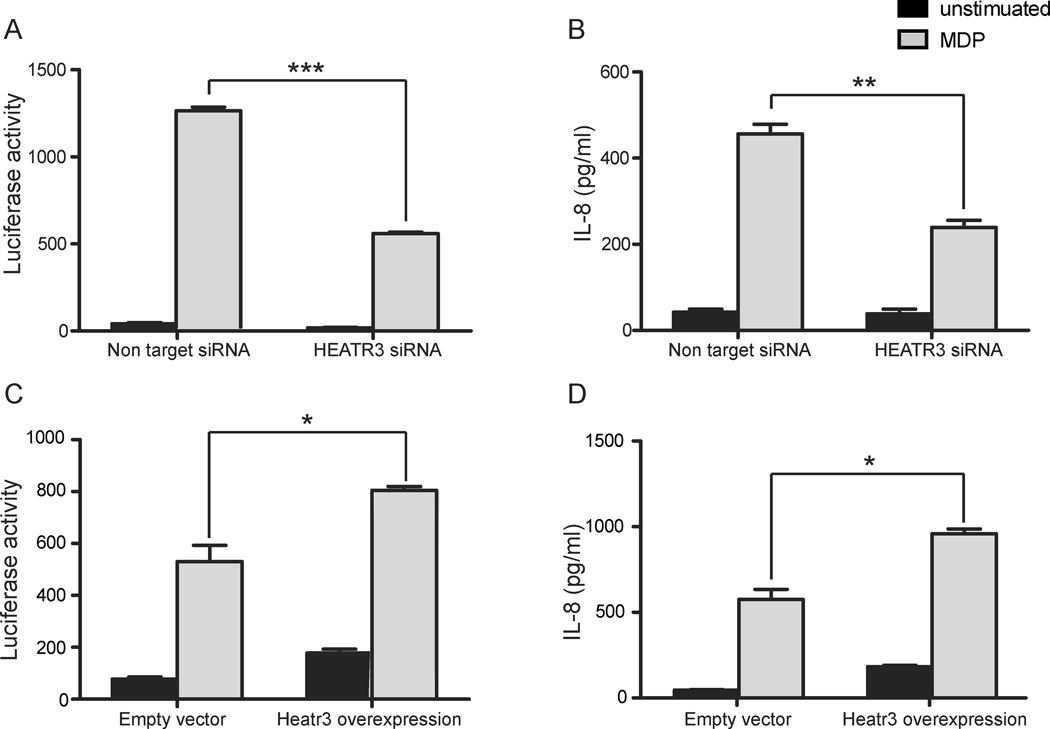 unstimuated
MDP
A
***
Luciferase activity
1500
1000
500
0
Non target siRNA
HEATR3 siRNA
B
**
IL-8 (pg/ml)
600
400
200
0
Non target siRNA
HEATR3 siRNA
C
*
Luciferase activity
1000
800
600
400
200
0
Empty vector
Heatr3 overexpression
D
*
IL-8 (pg/ml)
1500
1000
500
0
Empty vector
Heatr3 overexpression